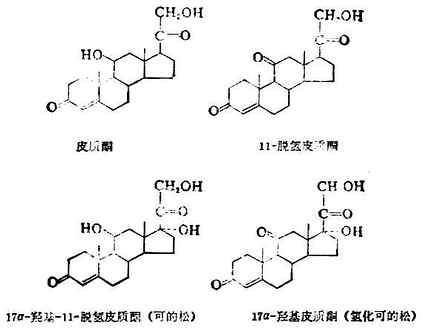 CH₂OH
C—O
HO
O
皮质酮
CH₂OH
C—O
O
O
11-脱氢皮质酮
CH₂OH
C=O
HO
OH
O
17α-羟基-11-脱氢皮质酮（可的松）
CH OH
C=O
O
OH
O
17α-羟基皮质酮（氢化可的松）